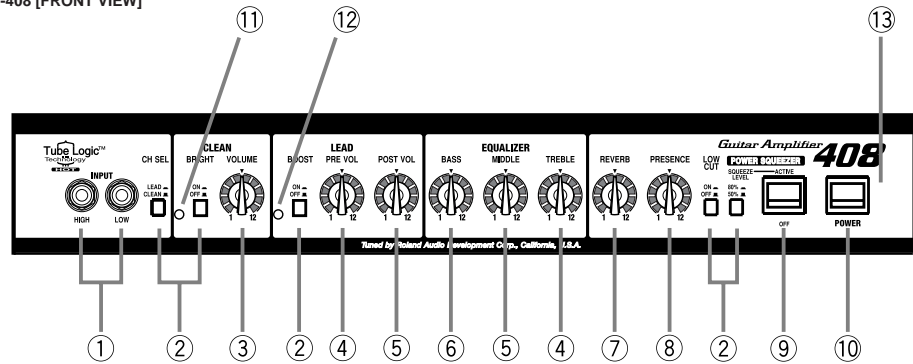 -408 [FRONT VIEW]
⑪ ⑫ ⑬
Tube Logic™
Technology
HOT
INPUT
HIGH LOW
CH SEL
LEAD
CLEAN
CLEAN
BRIGHT VOLUME
ON
OFF
1 12
LEAD
BOOST PRE VOL POST VOL
ON
OFF
1 12 1 12
EQUALIZER
BASS MIDDLE TREBLE
1 12 1 12 1 12
REVERB PRESENCE
1 12 1 12
LOW
CUT
ON
OFF
Guitar Amplifier 408
POWER SQUEEZER
SQUEEZE
LEVEL
ACTIVE
80%
50%
OFF
POWER
Tuned by Roland Audio Development Corp., California, U.S.A.
① ② ③ ② ④ ⑤ ⑥ ⑤ ④ ⑦ ⑧ ② ⑨ ⑩